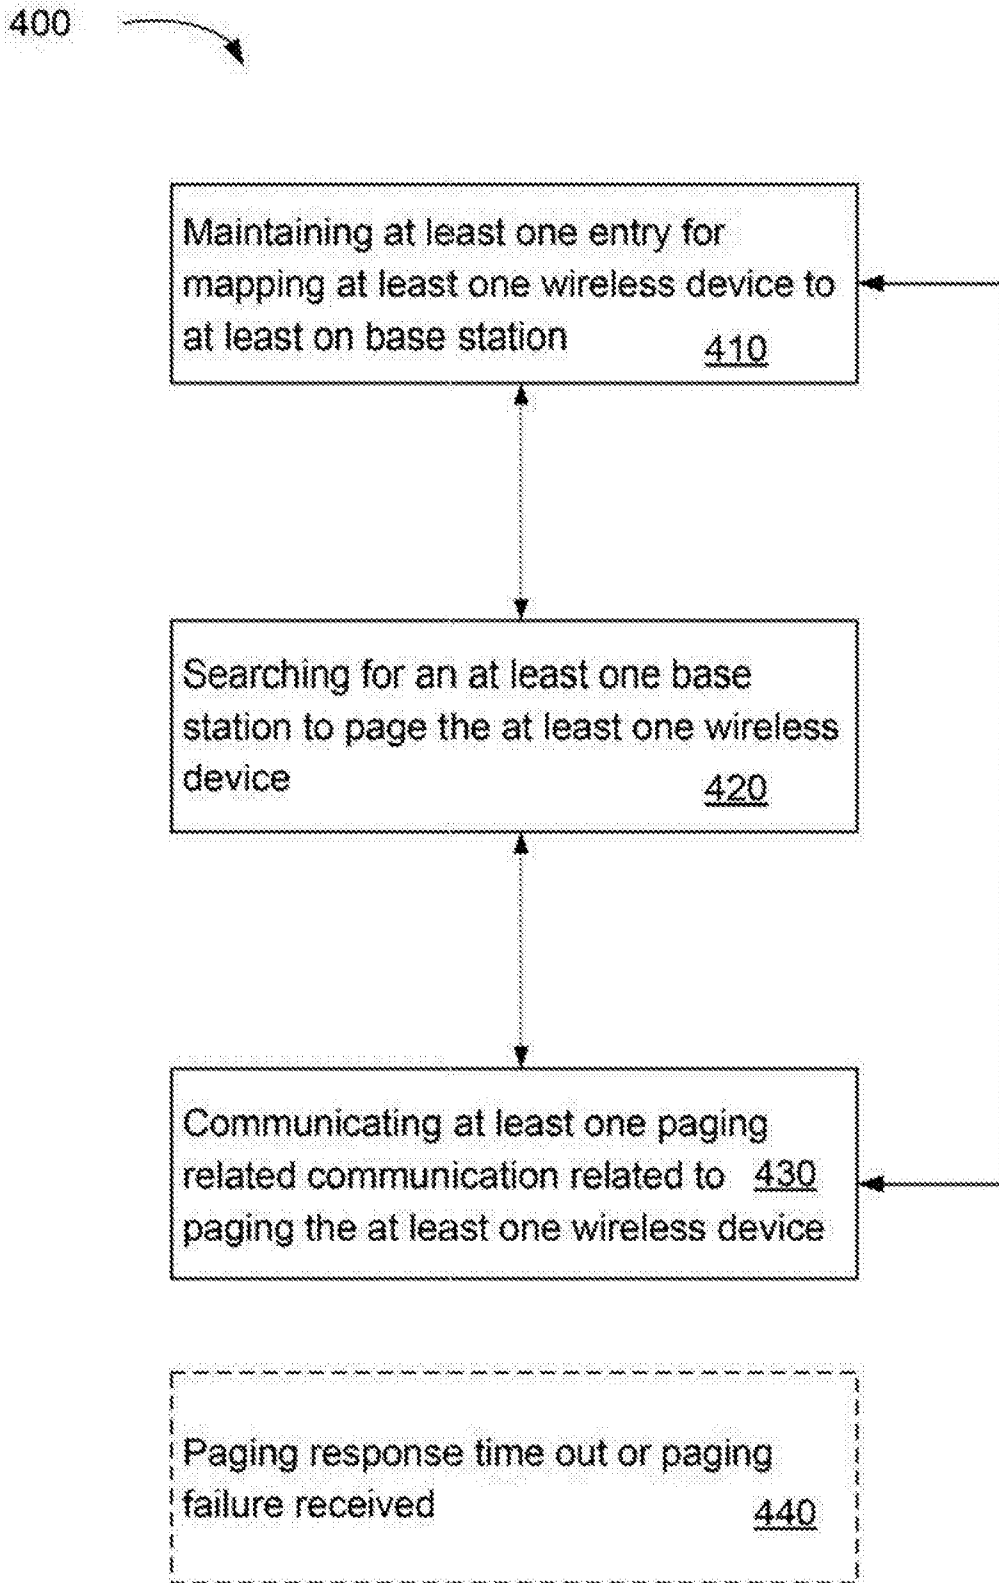 400
Maintaining at least one entry for
mapping at least one wireless device to
at least on base station
410
Searching for an at least one base
station to page the at least one wireless
device
420
Communicating at least one paging
related communication related to 430
paging the at least one wireless device
Paging response time out or paging
failure received
440